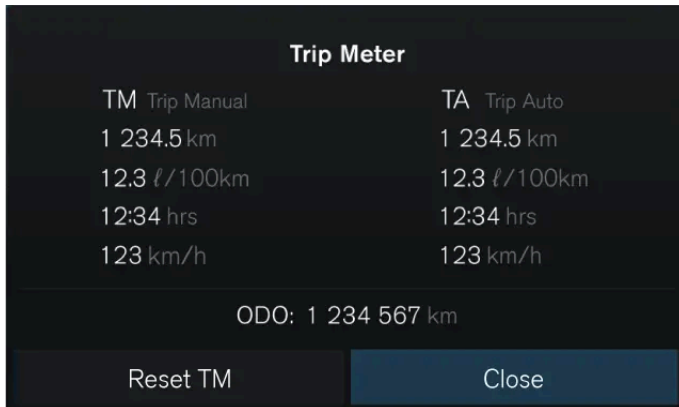 Trip Meter
TM Trip Manual
1 234.5 km
12.3 ℓ/100km
12:34 hrs
123 km/h
TA Trip Auto
1 234.5 km
12.3 ℓ/100km
12:34 hrs
123 km/h
ODO: 1 234 567 km
Reset TM
Close